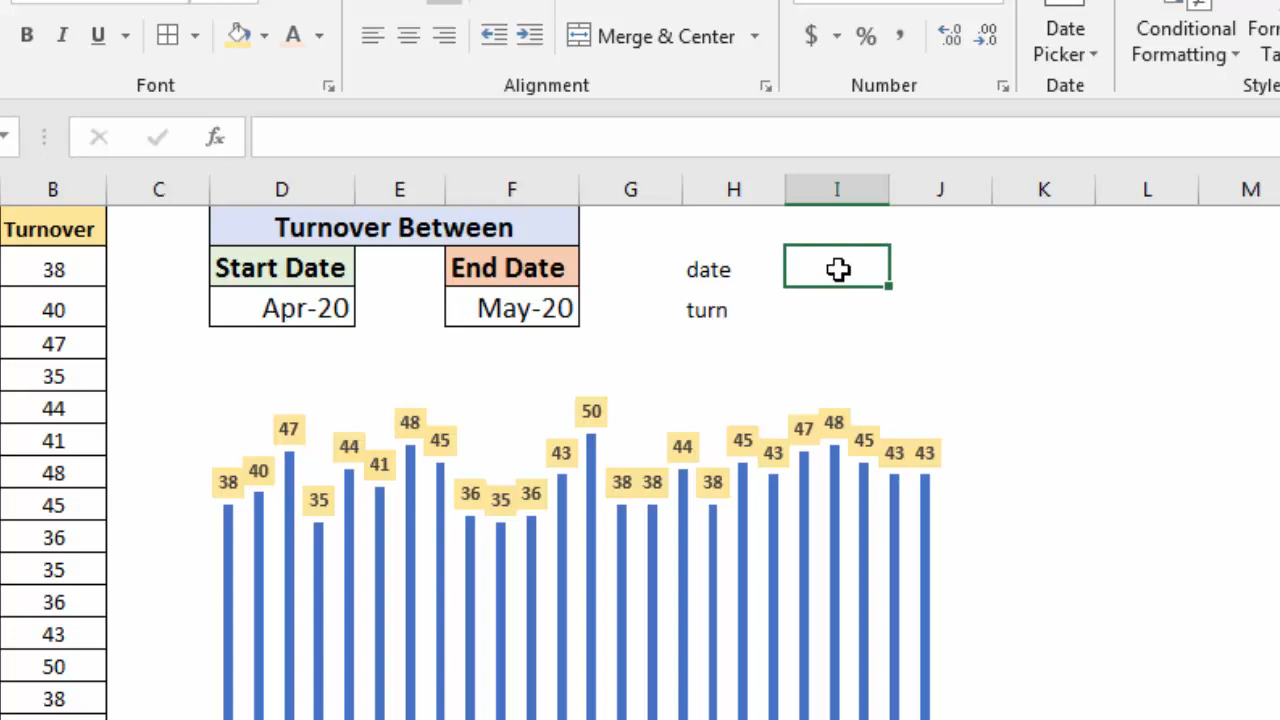 B I U
Merge & Center
$ % ,
Date
Picker
Conditional
Formatting
Font
Alignment
Number
Date
fx
B C D E F G H I J K L M
Turnover
Turnover Between
Start Date
End Date
Apr-20
May-20
date
turn
38
40
47
35
44
41
48
45
36
35
36
43
50
38
38 40 47 35 44 41 48 45 36 35 36 43 50 38 38 44 38 45 43 47 48 45 43 43